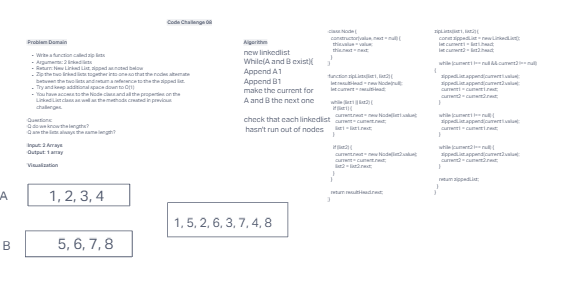 Code Challenge 08
Problem Domain
Write a function called zip lists
Arguments: 2 linked lists
Return: New Linked List, zipped as noted below
Zip the two linked lists together into one so that the nodes alternate
between the two lists and return a reference to the the zipped list.
Try and keep additional space down to O(1)
You have access to the Node class and all the properties on the
LinkedList class as well as the methods created in previous
challenges.
Questions:
Q do we know the lengths?
Q are the lists always the same length?
Input: 2 Arrays
Output: 1 array
Visualization
A
1, 2, 3, 4
B
5, 6, 7, 8
1, 5, 2, 6, 3, 7, 4, 8
Algorithm
new linkedlist
While(A and B exist){
Append A1
Append B1
make the current for
A and B the next one
check that each linkedlist
hasn't run out of nodes
class Node {
constructor(value, next = null) {
this.value = value;
this.next = next;
}
}
function zipLists(list1, list2) {
let resultHead = new Node(null)
let current = resultHead;
while (list1 || list2) {
if (list1) {
current.next = new Node(list1.value)
current = current.next;
list1 = list1.next;
}
if (list2) {
current.next = new Node(list2.value)
current = current.next;
list2 = list2.next;
}
}
return resultHead.next;
}
zipLists(list1, list2) {
const zippedList = new LinkedList();
let current1 = list1.head;
let current2 = list2.head;
while (current1 !== null && current2 !== null)
{
zippedList.append(current1.value);
zippedList.append(current2.value);
current1 = current1.next;
current2 = current2.next;
}
while (current1 !== null) {
zippedList.append(current1.value);
current1 = current1.next;
}
while (current2 !== null) {
zippedList.append(current2.value);
current2 = current2.next;
}
return zippedList;
}
}